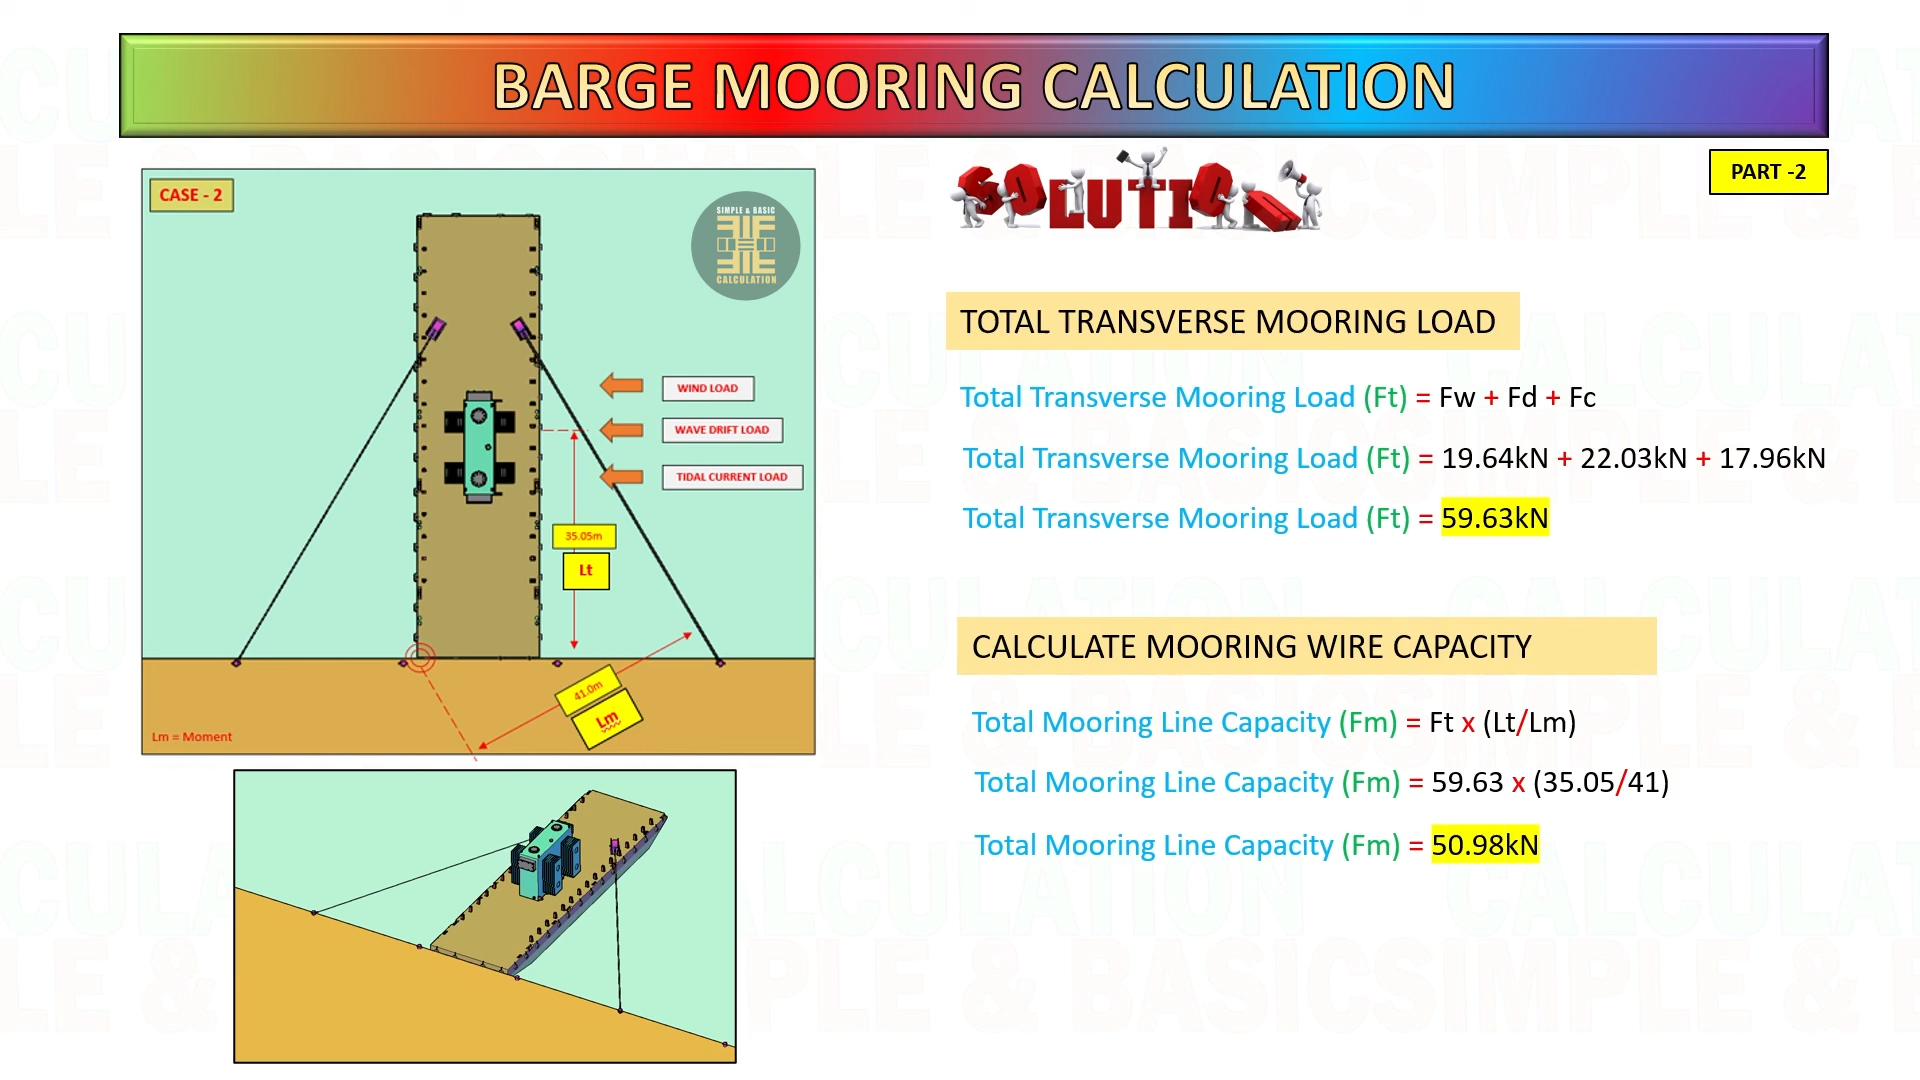 BARGE MOORING CALCULATION
PART -2
CASE - 2
SIMPLE & BASIC
CALCULATION
WIND LOAD
WAVE DRIFT LOAD
TIDAL CURRENT LOAD
35.05m
Lt
41.0m
Lm
Lm = Moment
SOLUTION
TOTAL TRANSVERSE MOORING LOAD
Total Transverse Mooring Load (Ft) = Fw + Fd + Fc
Total Transverse Mooring Load (Ft) = 19.64kN + 22.03kN + 17.96kN
Total Transverse Mooring Load (Ft) = 59.63kN
CALCULATE MOORING WIRE CAPACITY
Total Mooring Line Capacity (Fm) = Ft x (Lt/Lm)
Total Mooring Line Capacity (Fm) = 59.63 x (35.05/41)
Total Mooring Line Capacity (Fm) = 50.98kN